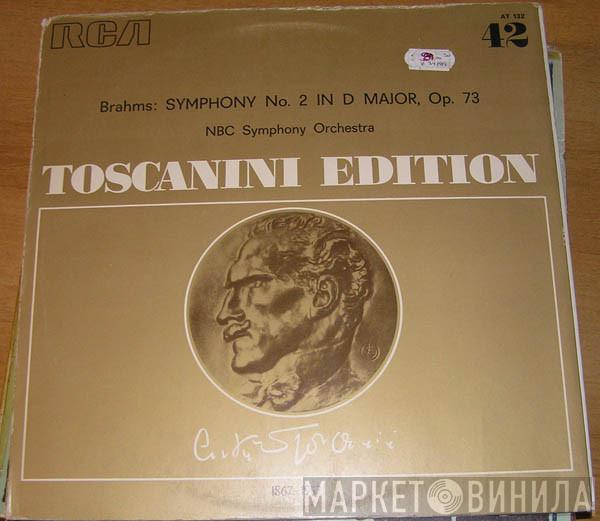 RCA
AT 132
42
Brahms: SYMPHONY No. 2 IN D MAJOR, Op. 73
NBC Symphony Orchestra
TOSCANINI EDITION
1867
МАРКЕТ ВИНИЛА